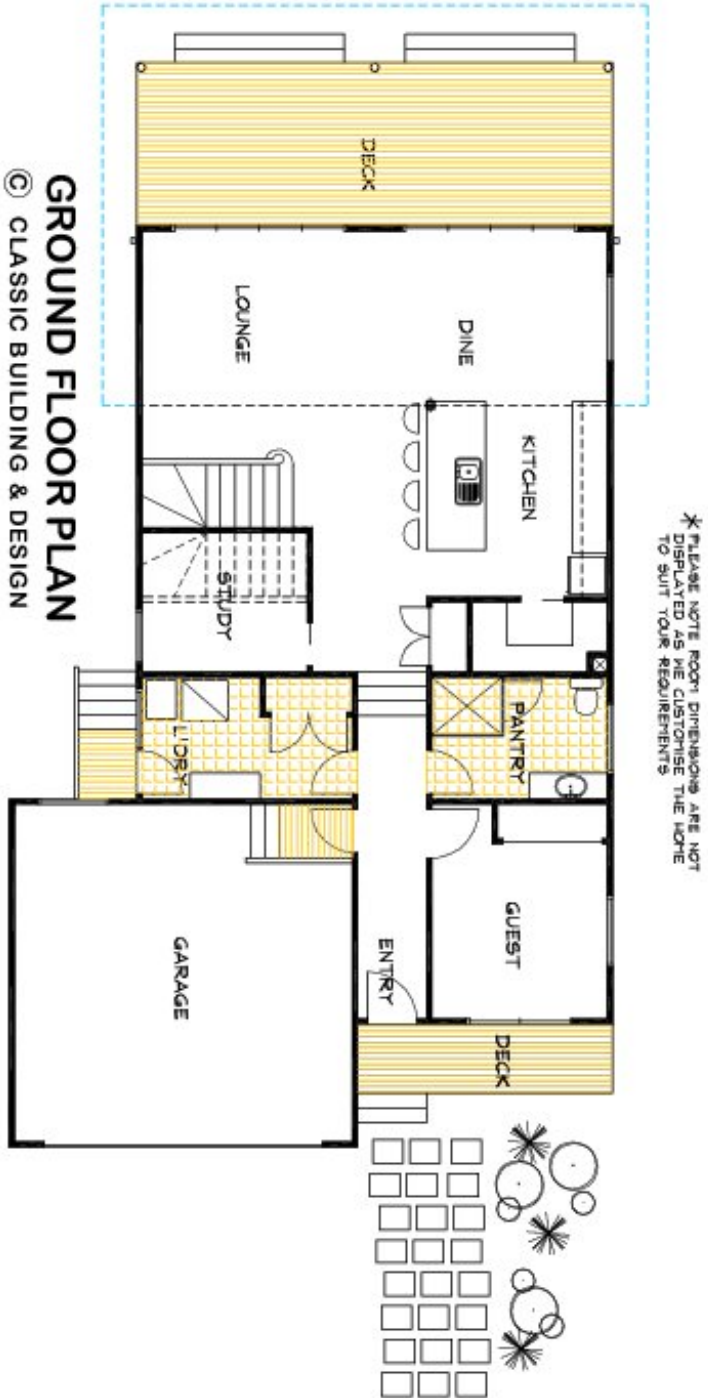 ✳ PLEASE NOTE ROOM DIMENSIONS ARE NOT
DISPLAYED AS WE CUSTOMISE THE HOME
TO SUIT YOUR REQUIREMENTS
DECK
LOUNGE
DINE
KITCHEN
STUDY
L'DRY
PANTRY
GUEST
ENTRY
GARAGE
DECK
GROUND FLOOR PLAN
© CLASSIC BUILDING & DESIGN